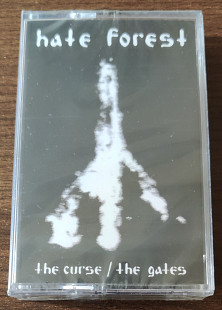 hate forest
the curse / the gates